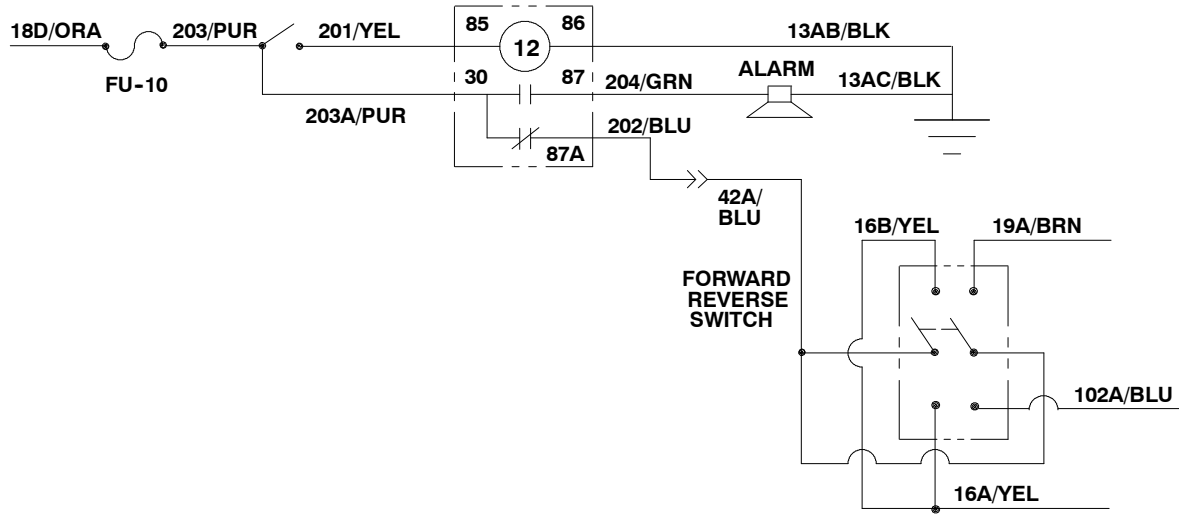 18D/ORA
203/PUR
201/YEL
85
86
12
13AB/BLK
FU-10
30
87
204/GRN
ALARM
13AC/BLK
203A/PUR
202/BLU
87A
42A/
BLU
16B/YEL
19A/BRN
FORWARD
REVERSE
SWITCH
102A/BLU
16A/YEL